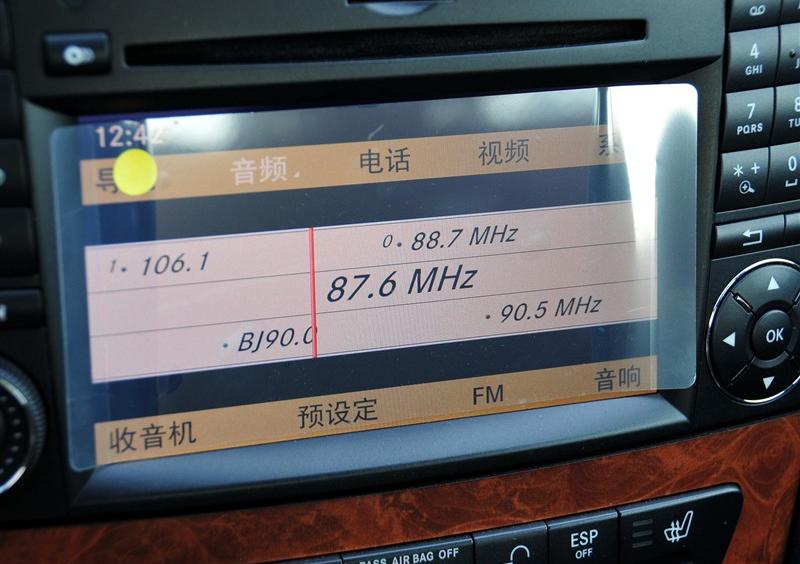 12:42
音频 电话 视频
0. 88.7 MHz
1. 106.1
87.6 MHz
. 90.5 MHz
. BJ90.0
收音机 预设定 FM 音响
4 GHI
7 PQRS
* +
0
OK
PASS AIR BAG OFF
ESP OFF